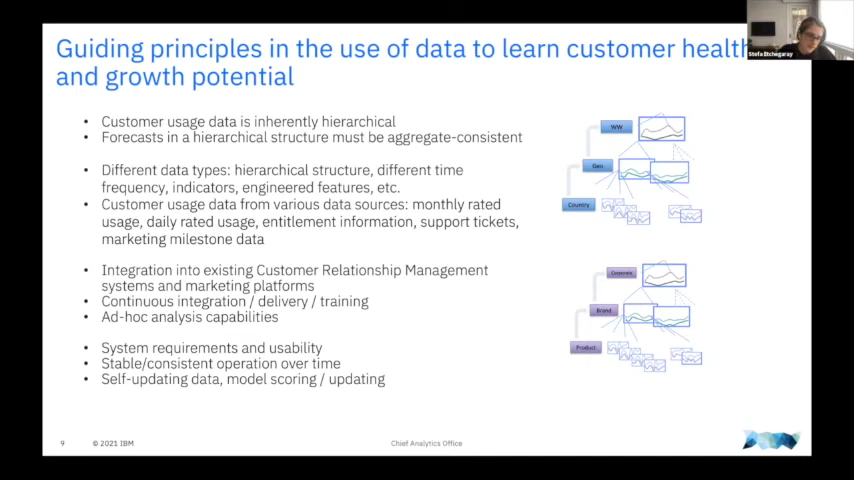 Guiding principles in the use of data to learn customer health
and growth potential
• Customer usage data is inherently hierarchical
• Forecasts in a hierarchical structure must be aggregate-consistent
• Different data types: hierarchical structure, different time
frequency, indicators, engineered features, etc.
• Customer usage data from various data sources: monthly rated
usage, daily rated usage, entitlement information, support tickets,
marketing milestone data
• Integration into existing Customer Relationship Management
systems and marketing platforms
• Continuous integration / delivery / training
• Ad-hoc analysis capabilities
• System requirements and usability
• Stable/consistent operation over time
• Self-updating data, model scoring / updating
WW
Geo
Country
Corporate
Brand
Product
Stefa Etchegaray
9
© 2021 IBM
Chief Analytics Office